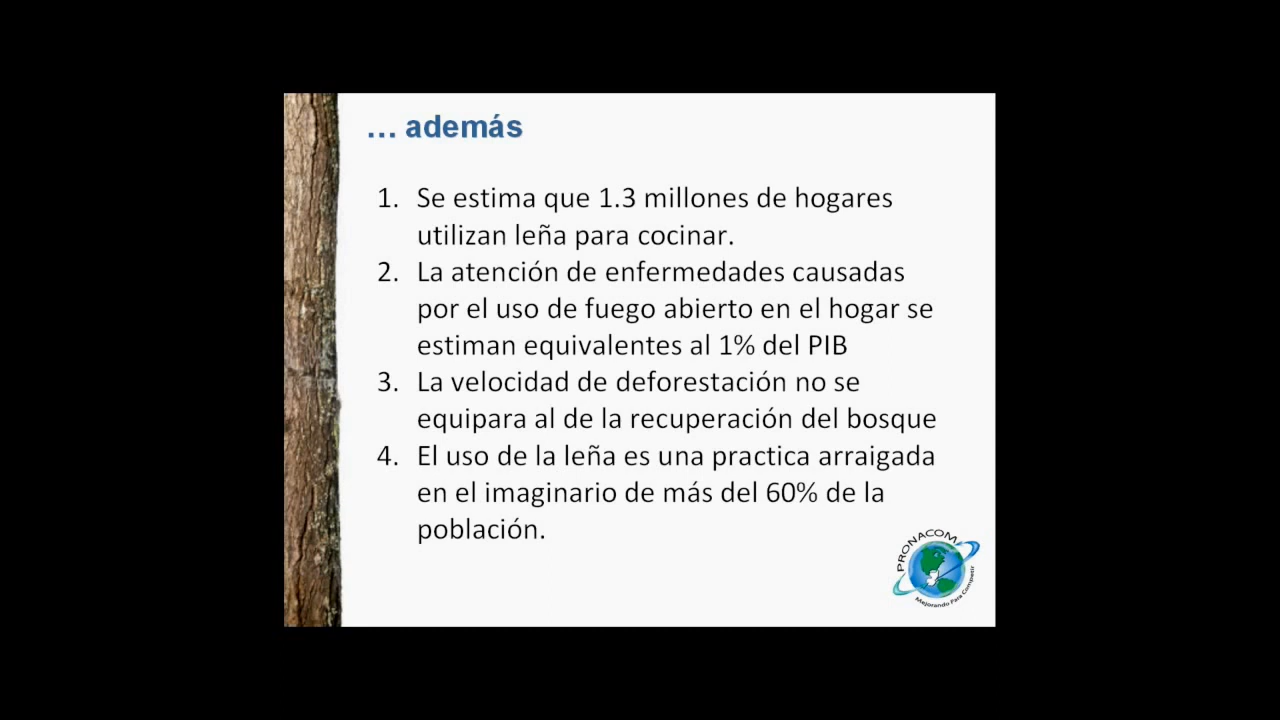 ... además
1. Se estima que 1.3 millones de hogares
utilizan leña para cocinar.
2. La atención de enfermedades causadas
por el uso de fuego abierto en el hogar se
estiman equivalentes al 1% del PIB
3. La velocidad de deforestación no se
equipara al de la recuperación del bosque
4. El uso de la leña es una practica arraigada
en el imaginario de más del 60% de la
población.
PRONACOM
Mejorando Para Competir